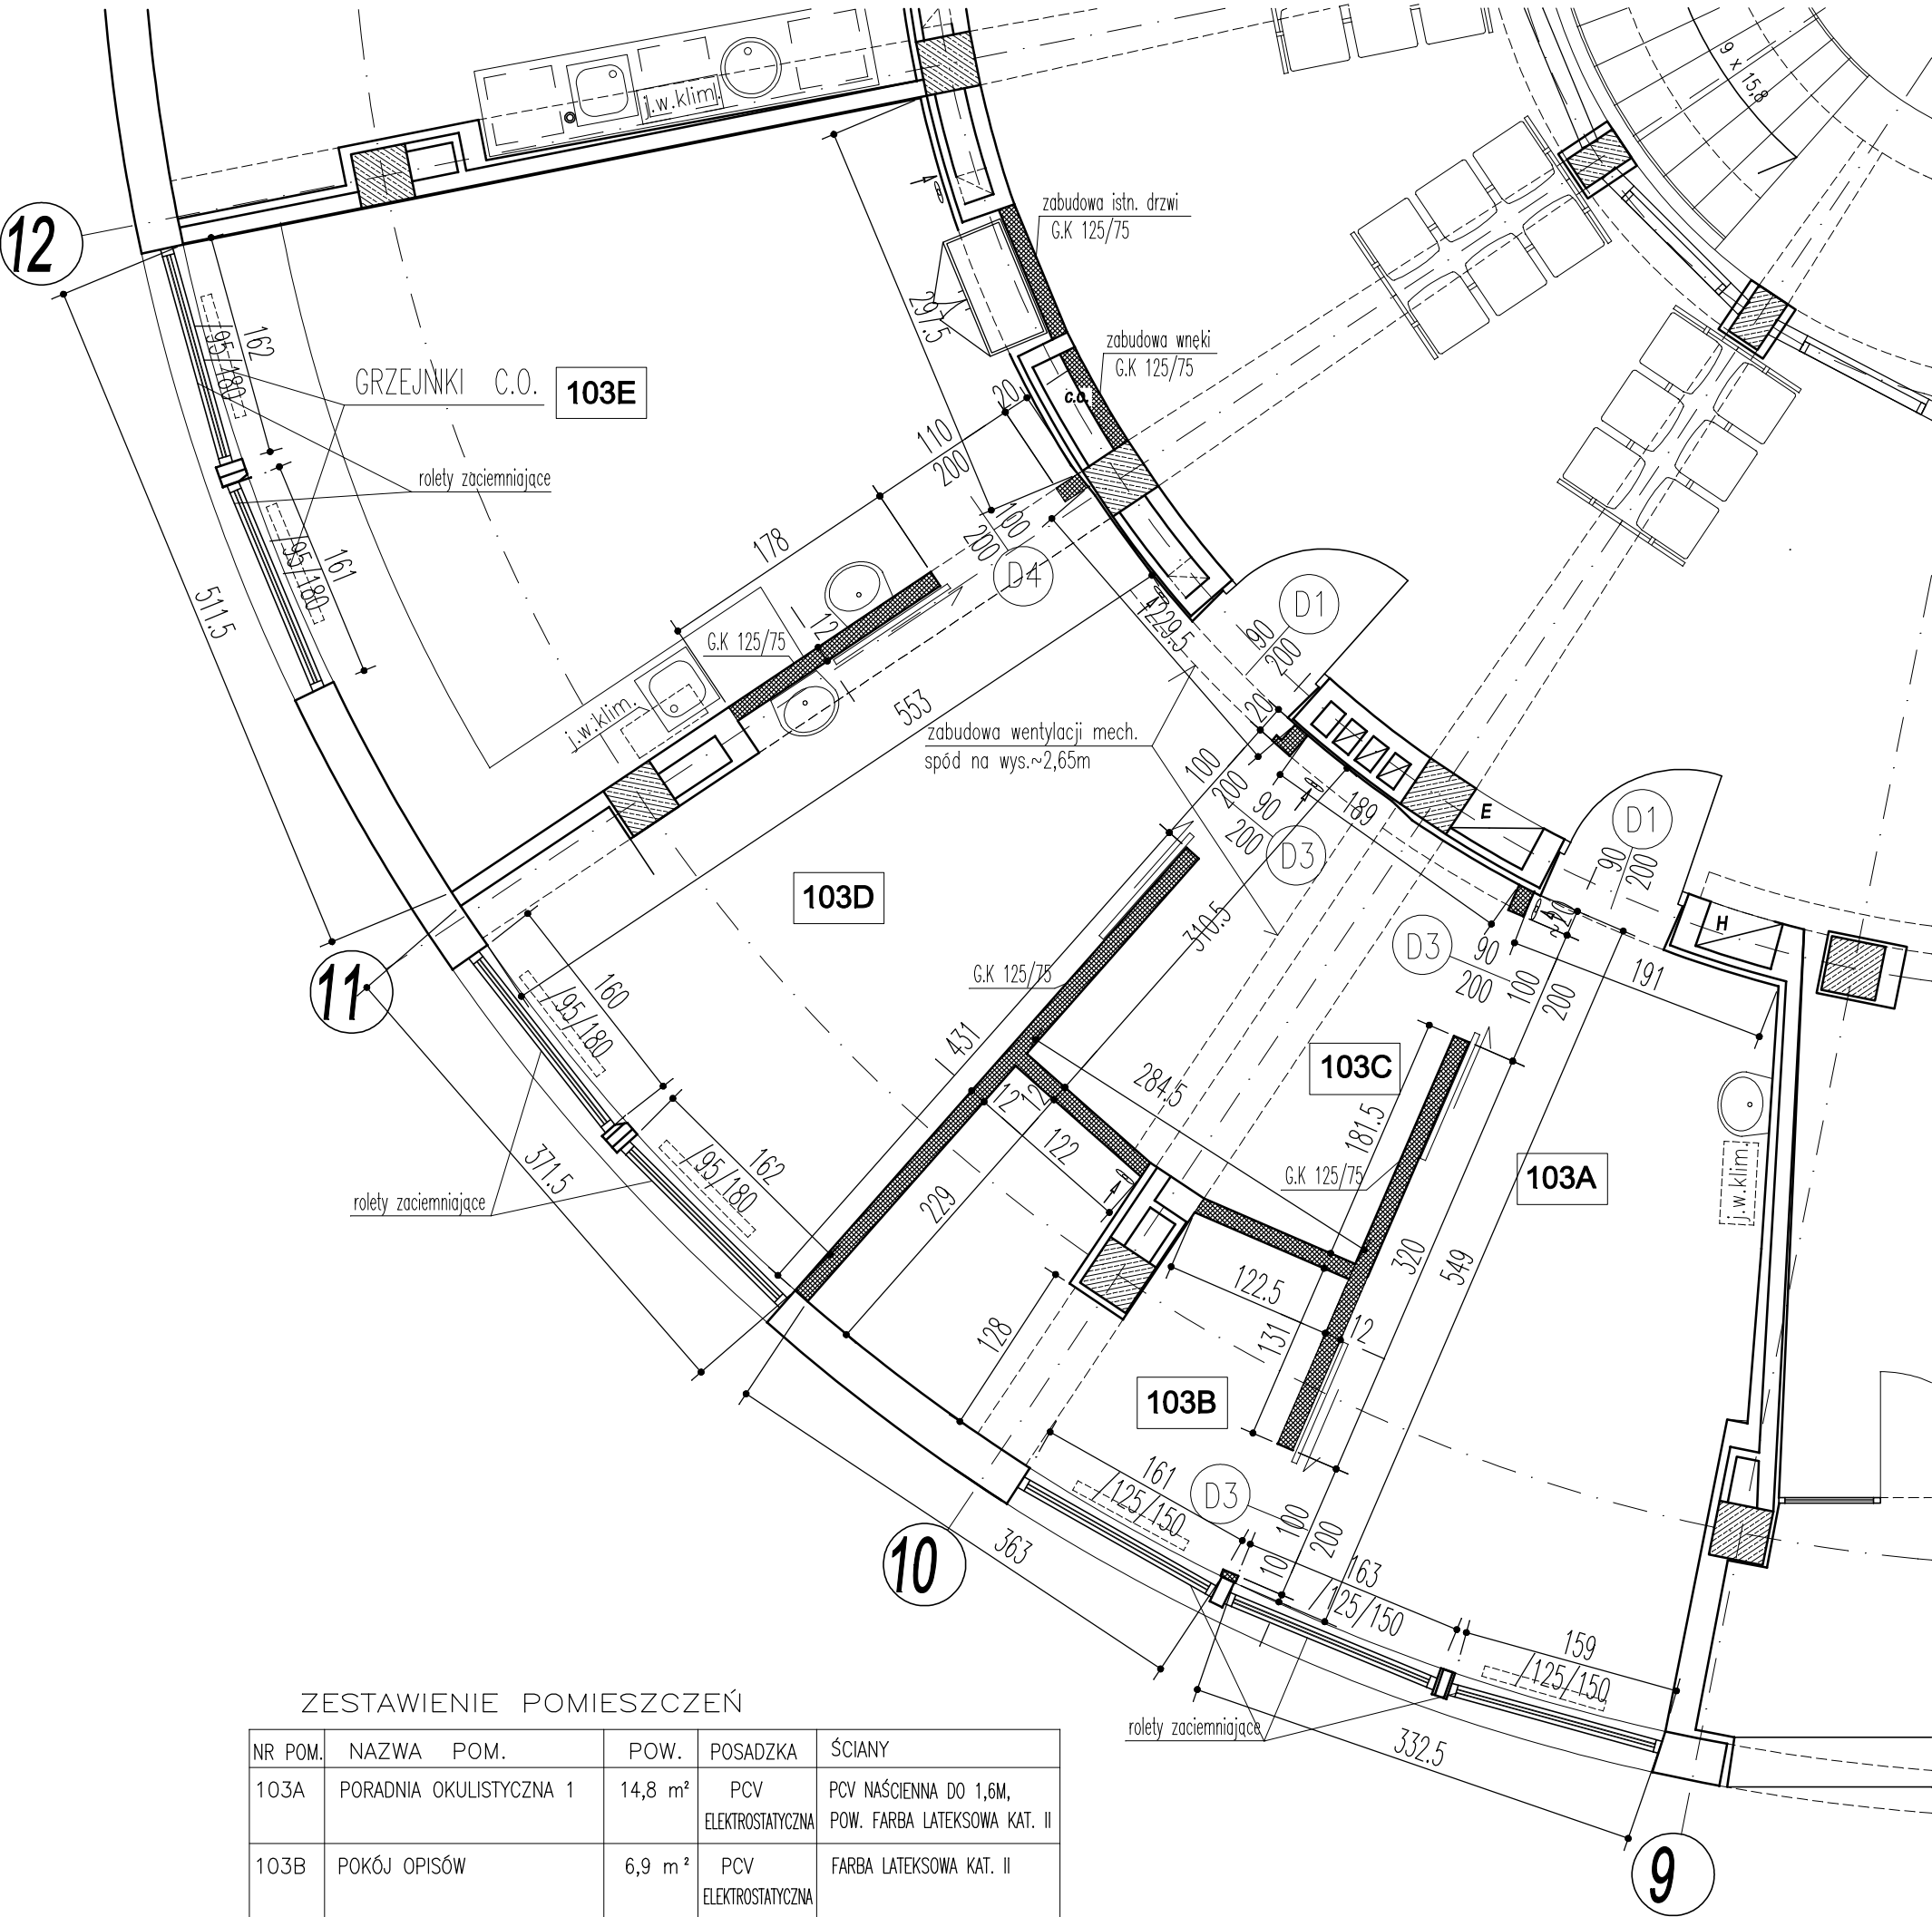 9 x 15,8
j.w.klim.
12
zabudowa istn. drzwi
G.K 125/75
297.5
zabudowa wnęki
G.K 125/75
c.o.
162
/95/180
GRZEJNIKI C.O.
103E
20
110
200
rolety zaciemniające
161
/95/180
178
100
200
D4
511.5
G.K 125/75
12
229.5
D1
90
200
j.w.klim.
553
20
zabudowa wentylacji mech.
spód na wys.~2,65m
100
200
90
200
189
D3
E
D1
90
200
103D
310.5
H
20
11
160
/95/180
G.K 125/75
D3
90
200
100
200
191
431
284.5
103C
12
12
122
181.5
371.5
162
/95/180
G.K 125/75
103A
j.w.klim.
rolety zaciemniające
229
320
549
122.5
128
131
12
103B
161
/125/150
D3
100
200
10
10
363
163
/125/150
159
/125/150
rolety zaciemniające
332.5
9
ZESTAWIENIE POMIESZCZEŃ
NR POM. NAZWA POM. POW. POSADZKA ŚCIANY
103A PORADNIA OKULISTYCZNA 1 14,8 m² PCV PCV NAŚCIENNA DO 1,6M,
ELEKTROSTATYCZNA POW. FARBA LATEKSOWA KAT. II
103B POKÓJ OPISÓW 6,9 m² PCV FARBA LATEKSOWA KAT. II
ELEKTROSTATYCZNA